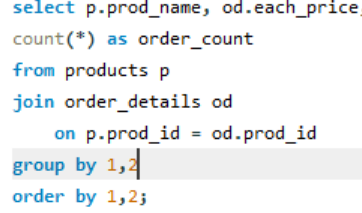 select p.prod_name, od.each_price,
count(*) as order_count
from products p
join order_details od
on p.prod_id = od.prod_id
group by 1,2
order by 1,2;